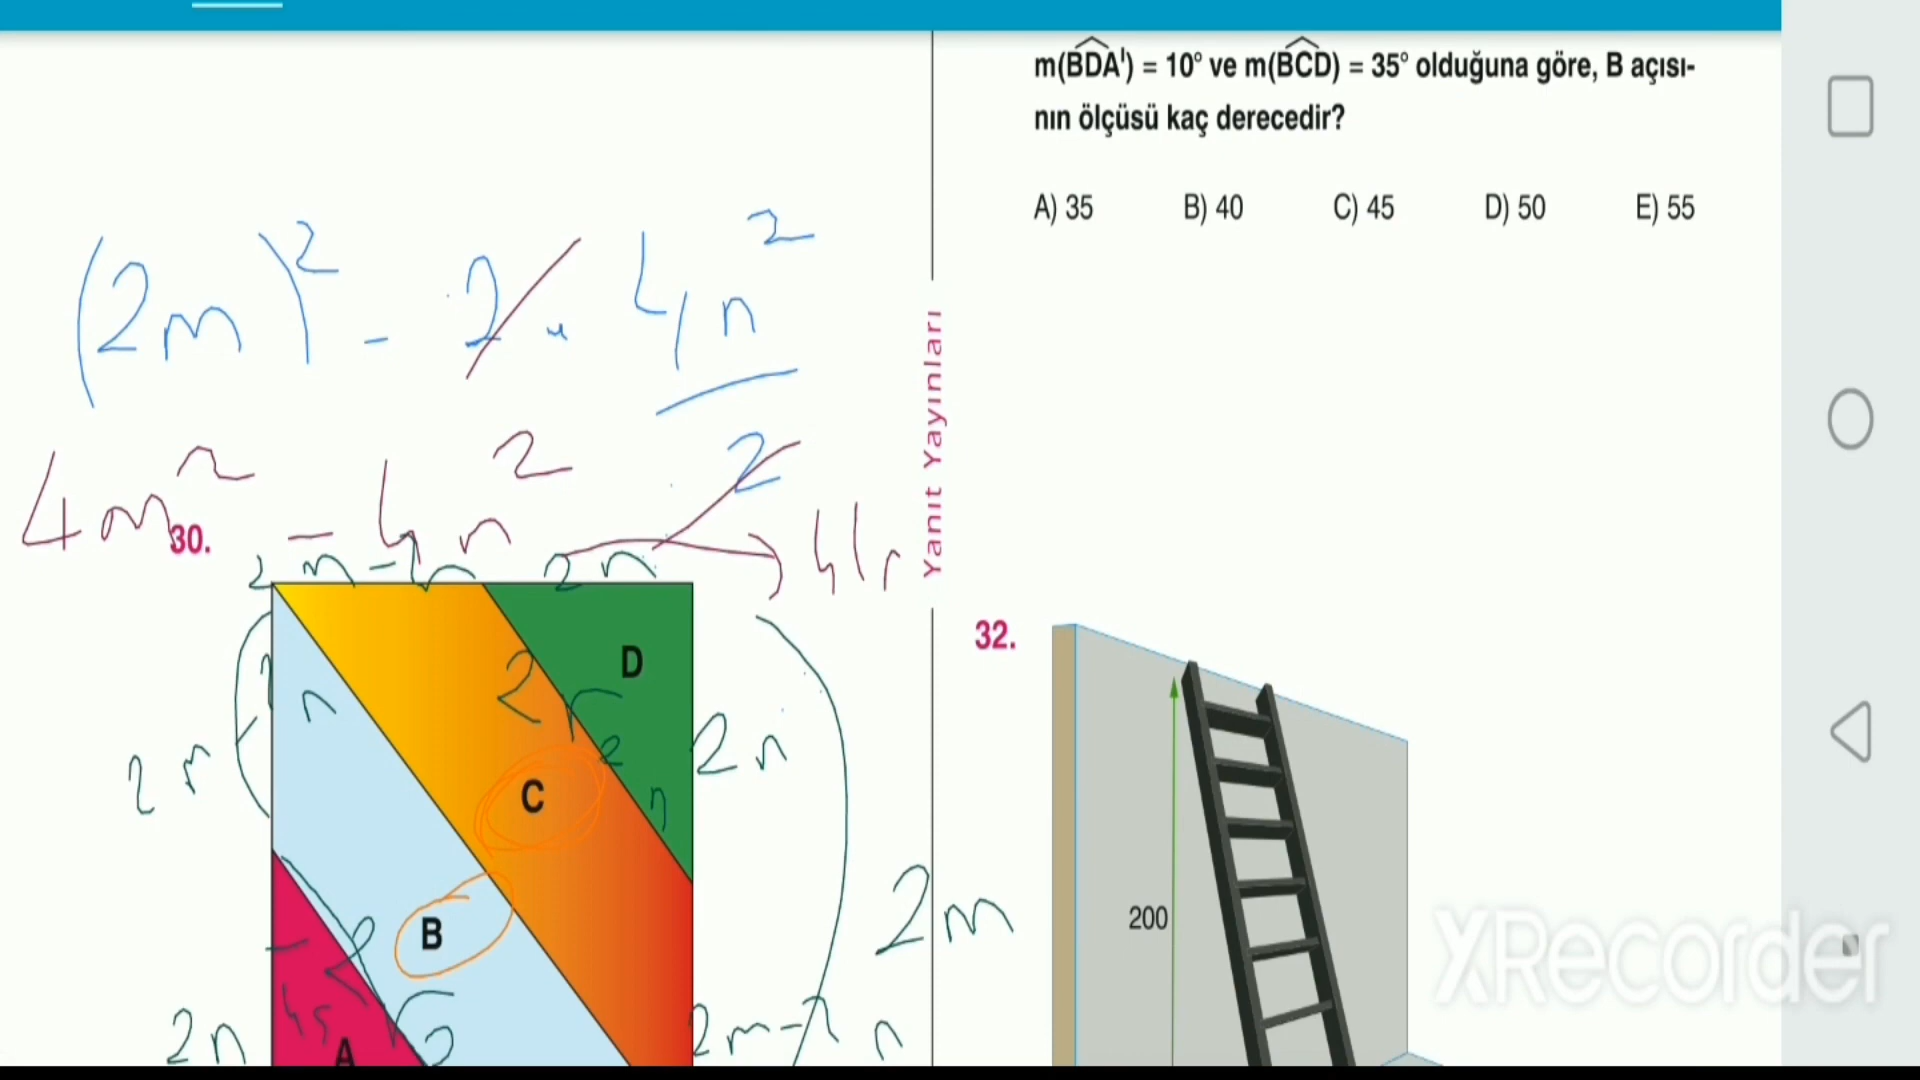 m(BDA') = 10° ve m(BCD) = 35° olduğuna göre, B açısı-
nın ölçüsü kaç derecedir?
A) 35 B) 40 C) 45 D) 50 E) 55
(2m)² - 2 . 4n²
2
4m² - 4n²
30.
2m-2n
2n
D
C
B
A
2n
2n
2m
2m-2n
45
Yanıt Yayınları
32.
200
XRecorder